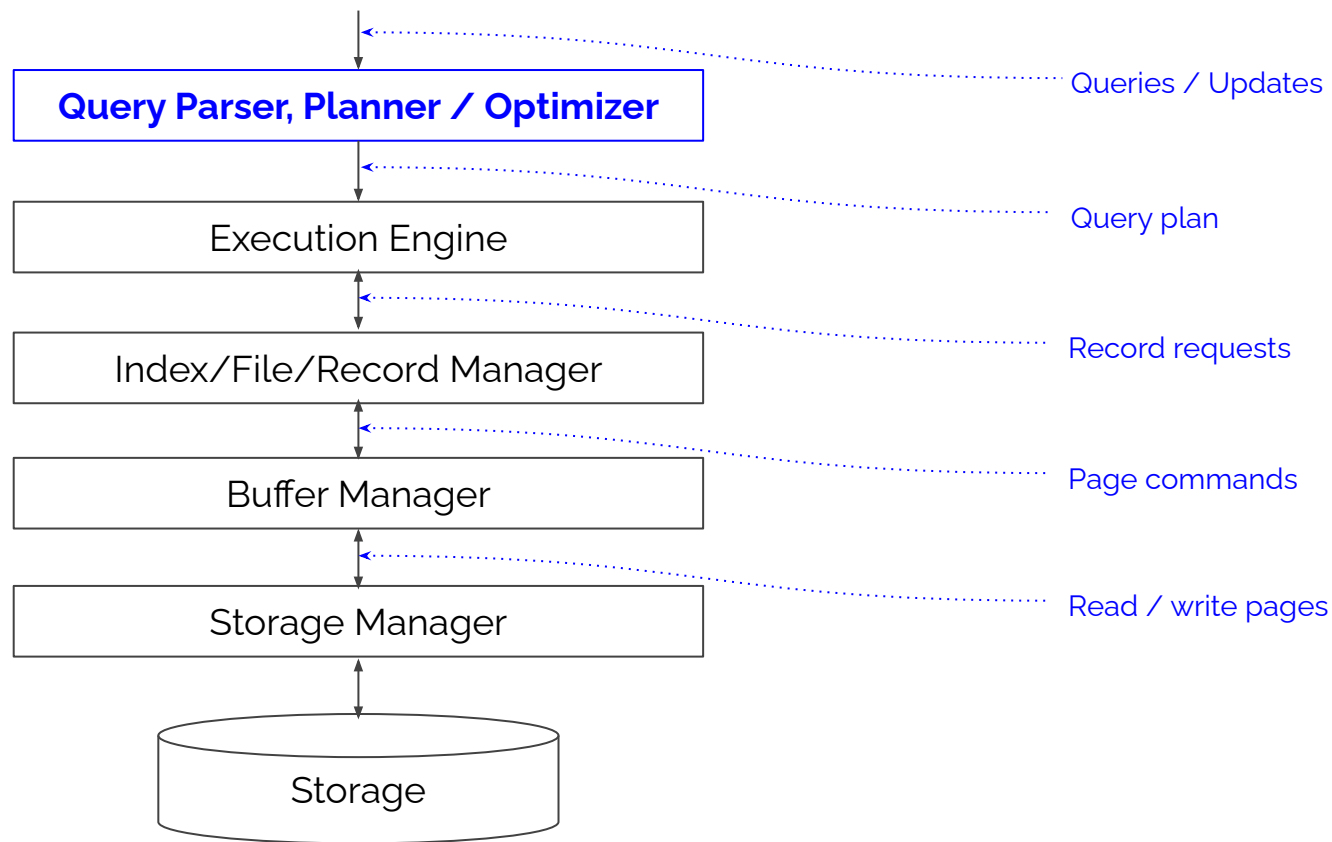 Queries / Updates
Query Parser, Planner / Optimizer
Query plan
Execution Engine
Record requests
Index/File/Record Manager
Page commands
Buffer Manager
Read / write pages
Storage Manager
Storage